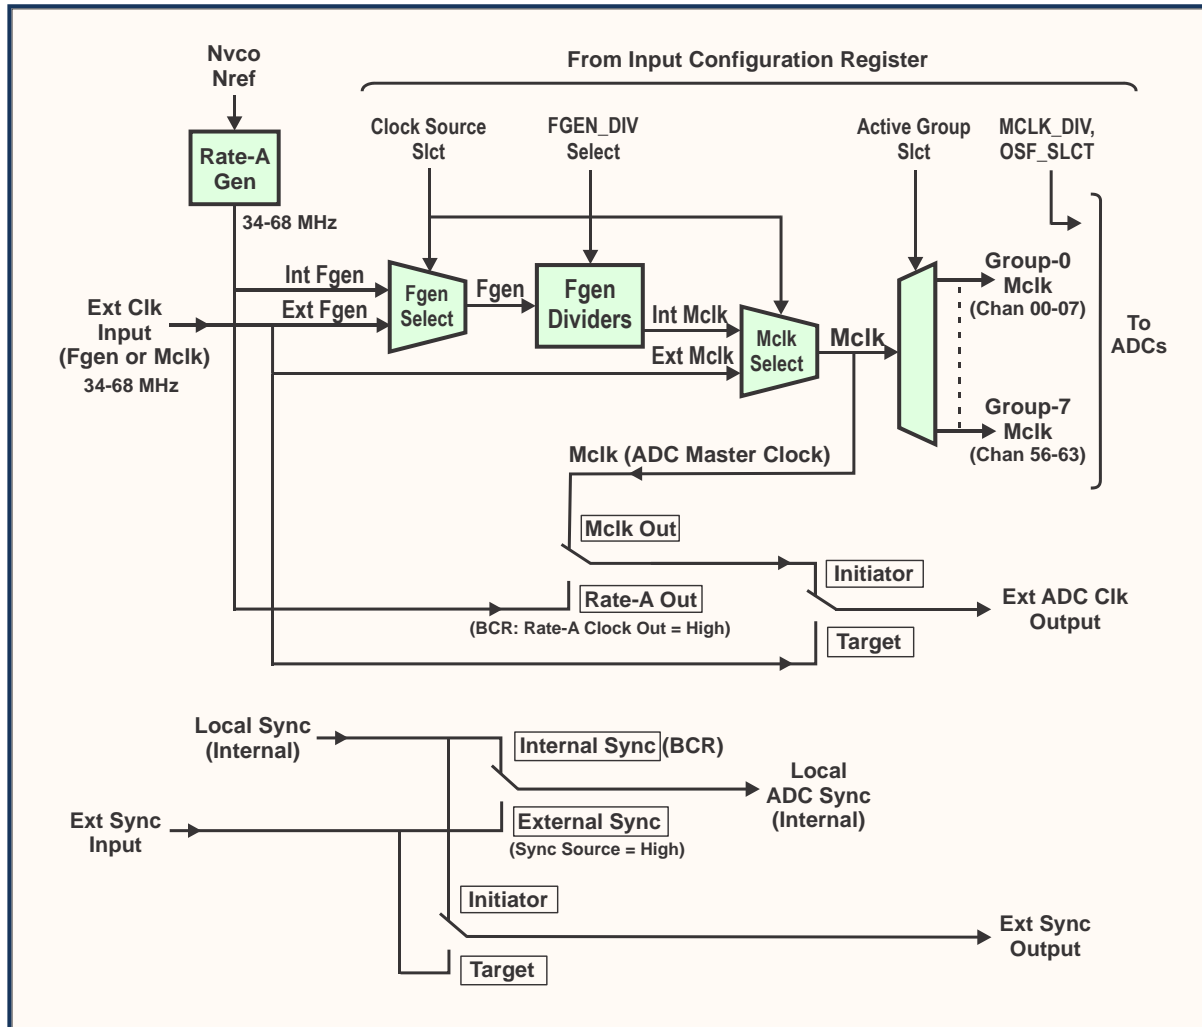 Nvco
Nref
From Input Configuration Register
Clock Source
Slct
FGEN_DIV
Select
Active Group
Slct
MCLK_DIV,
OSF_SLCT
Rate-A
Gen
34-68 MHz
Int Fgen
Ext Fgen
Fgen
Select
Fgen
Fgen
Dividers
Int Mclk
Ext Mclk
Mclk
Select
Mclk
Group-0
Mclk
(Chan 00-07)
To
ADCs
Ext Clk
Input
(Fgen or Mclk)
34-68 MHz
Group-7
Mclk
(Chan 56-63)
Mclk (ADC Master Clock)
Mclk Out
Initiator
Rate-A Out
(BCR: Rate-A Clock Out = High)
Ext ADC Clk
Output
Target
Local Sync
(Internal)
Internal Sync (BCR)
Local
ADC Sync
(Internal)
Ext Sync
Input
External Sync
(Sync Source = High)
Initiator
Ext Sync
Output
Target